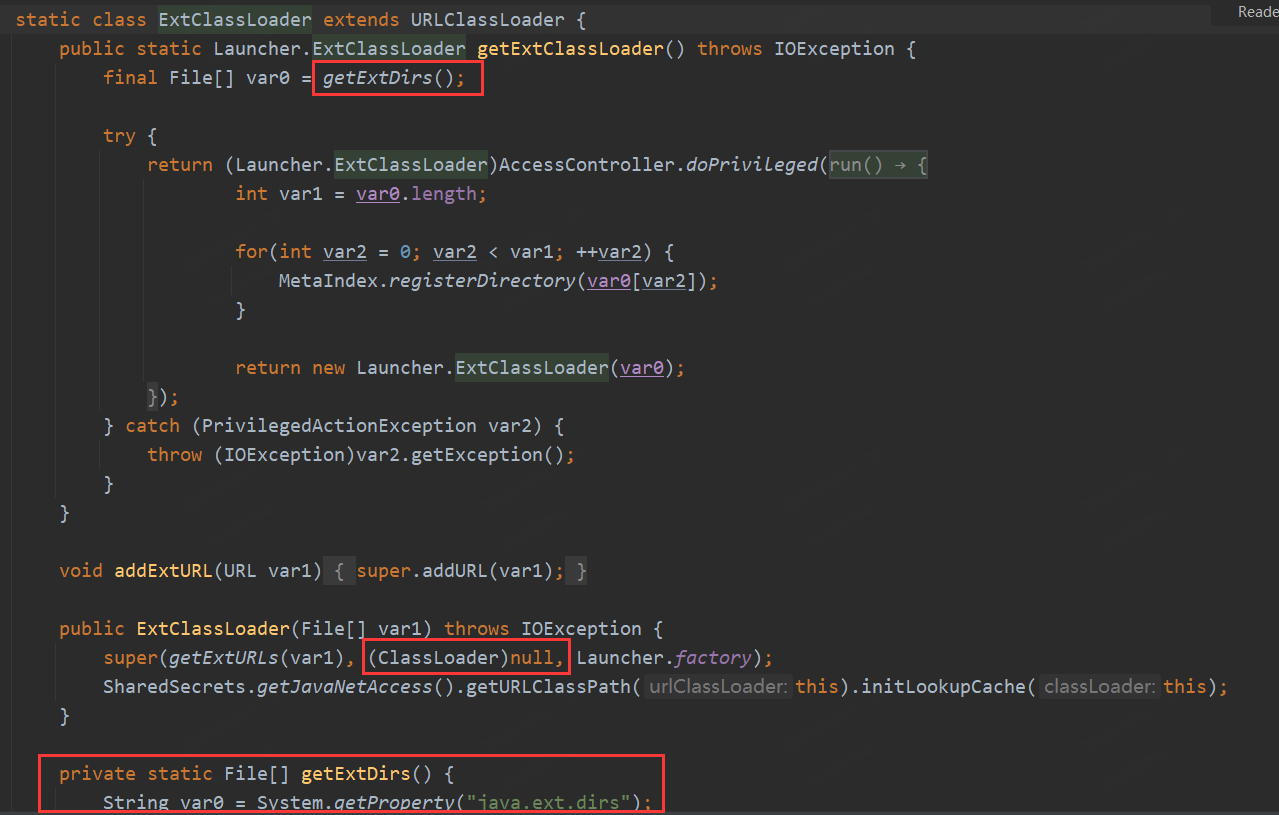 static class ExtClassLoader extends URLClassLoader {
Reade
public static Launcher.ExtClassLoader getExtClassLoader() throws IOException {
final File[] var0 = getExtDirs();
try {
return (Launcher.ExtClassLoader)AccessController.doPrivileged(run() → {
int var1 = var0.length;
for(int var2 = 0; var2 < var1; ++var2) {
MetaIndex.registerDirectory(var0[var2]);
}
return new Launcher.ExtClassLoader(var0);
});
} catch (PrivilegedActionException var2) {
throw (IOException)var2.getException();
}
}
void addExtURL(URL var1) { super.addURL(var1); }
public ExtClassLoader(File[] var1) throws IOException {
super(getExtURLs(var1), (ClassLoader)null, Launcher.factory);
SharedSecrets.getJavaNetAccess().getURLClassPath( urlClassLoader: this).initLookupCache( classLoader: this);
}
private static File[] getExtDirs() {
String var0 = System.getProperty("java.ext.dirs");